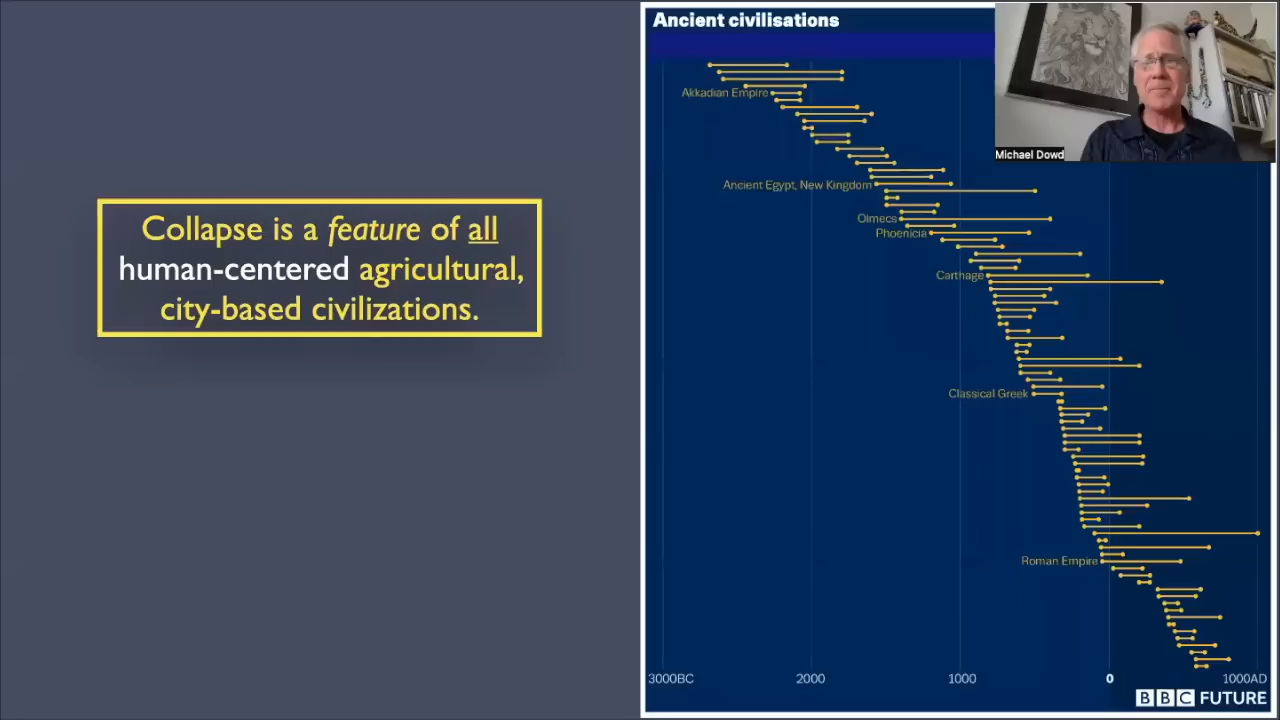 Collapse is a feature of all
human-centered agricultural,
city-based civilizations.
Ancient civilisations
Michael Dowd
Akkadian Empire
Ancient Egypt, New Kingdom
Olmecs
Phoenicia
Carthage
Classical Greek
Roman Empire
3000BC 2000 1000 0 1000AD
BBC FUTURE